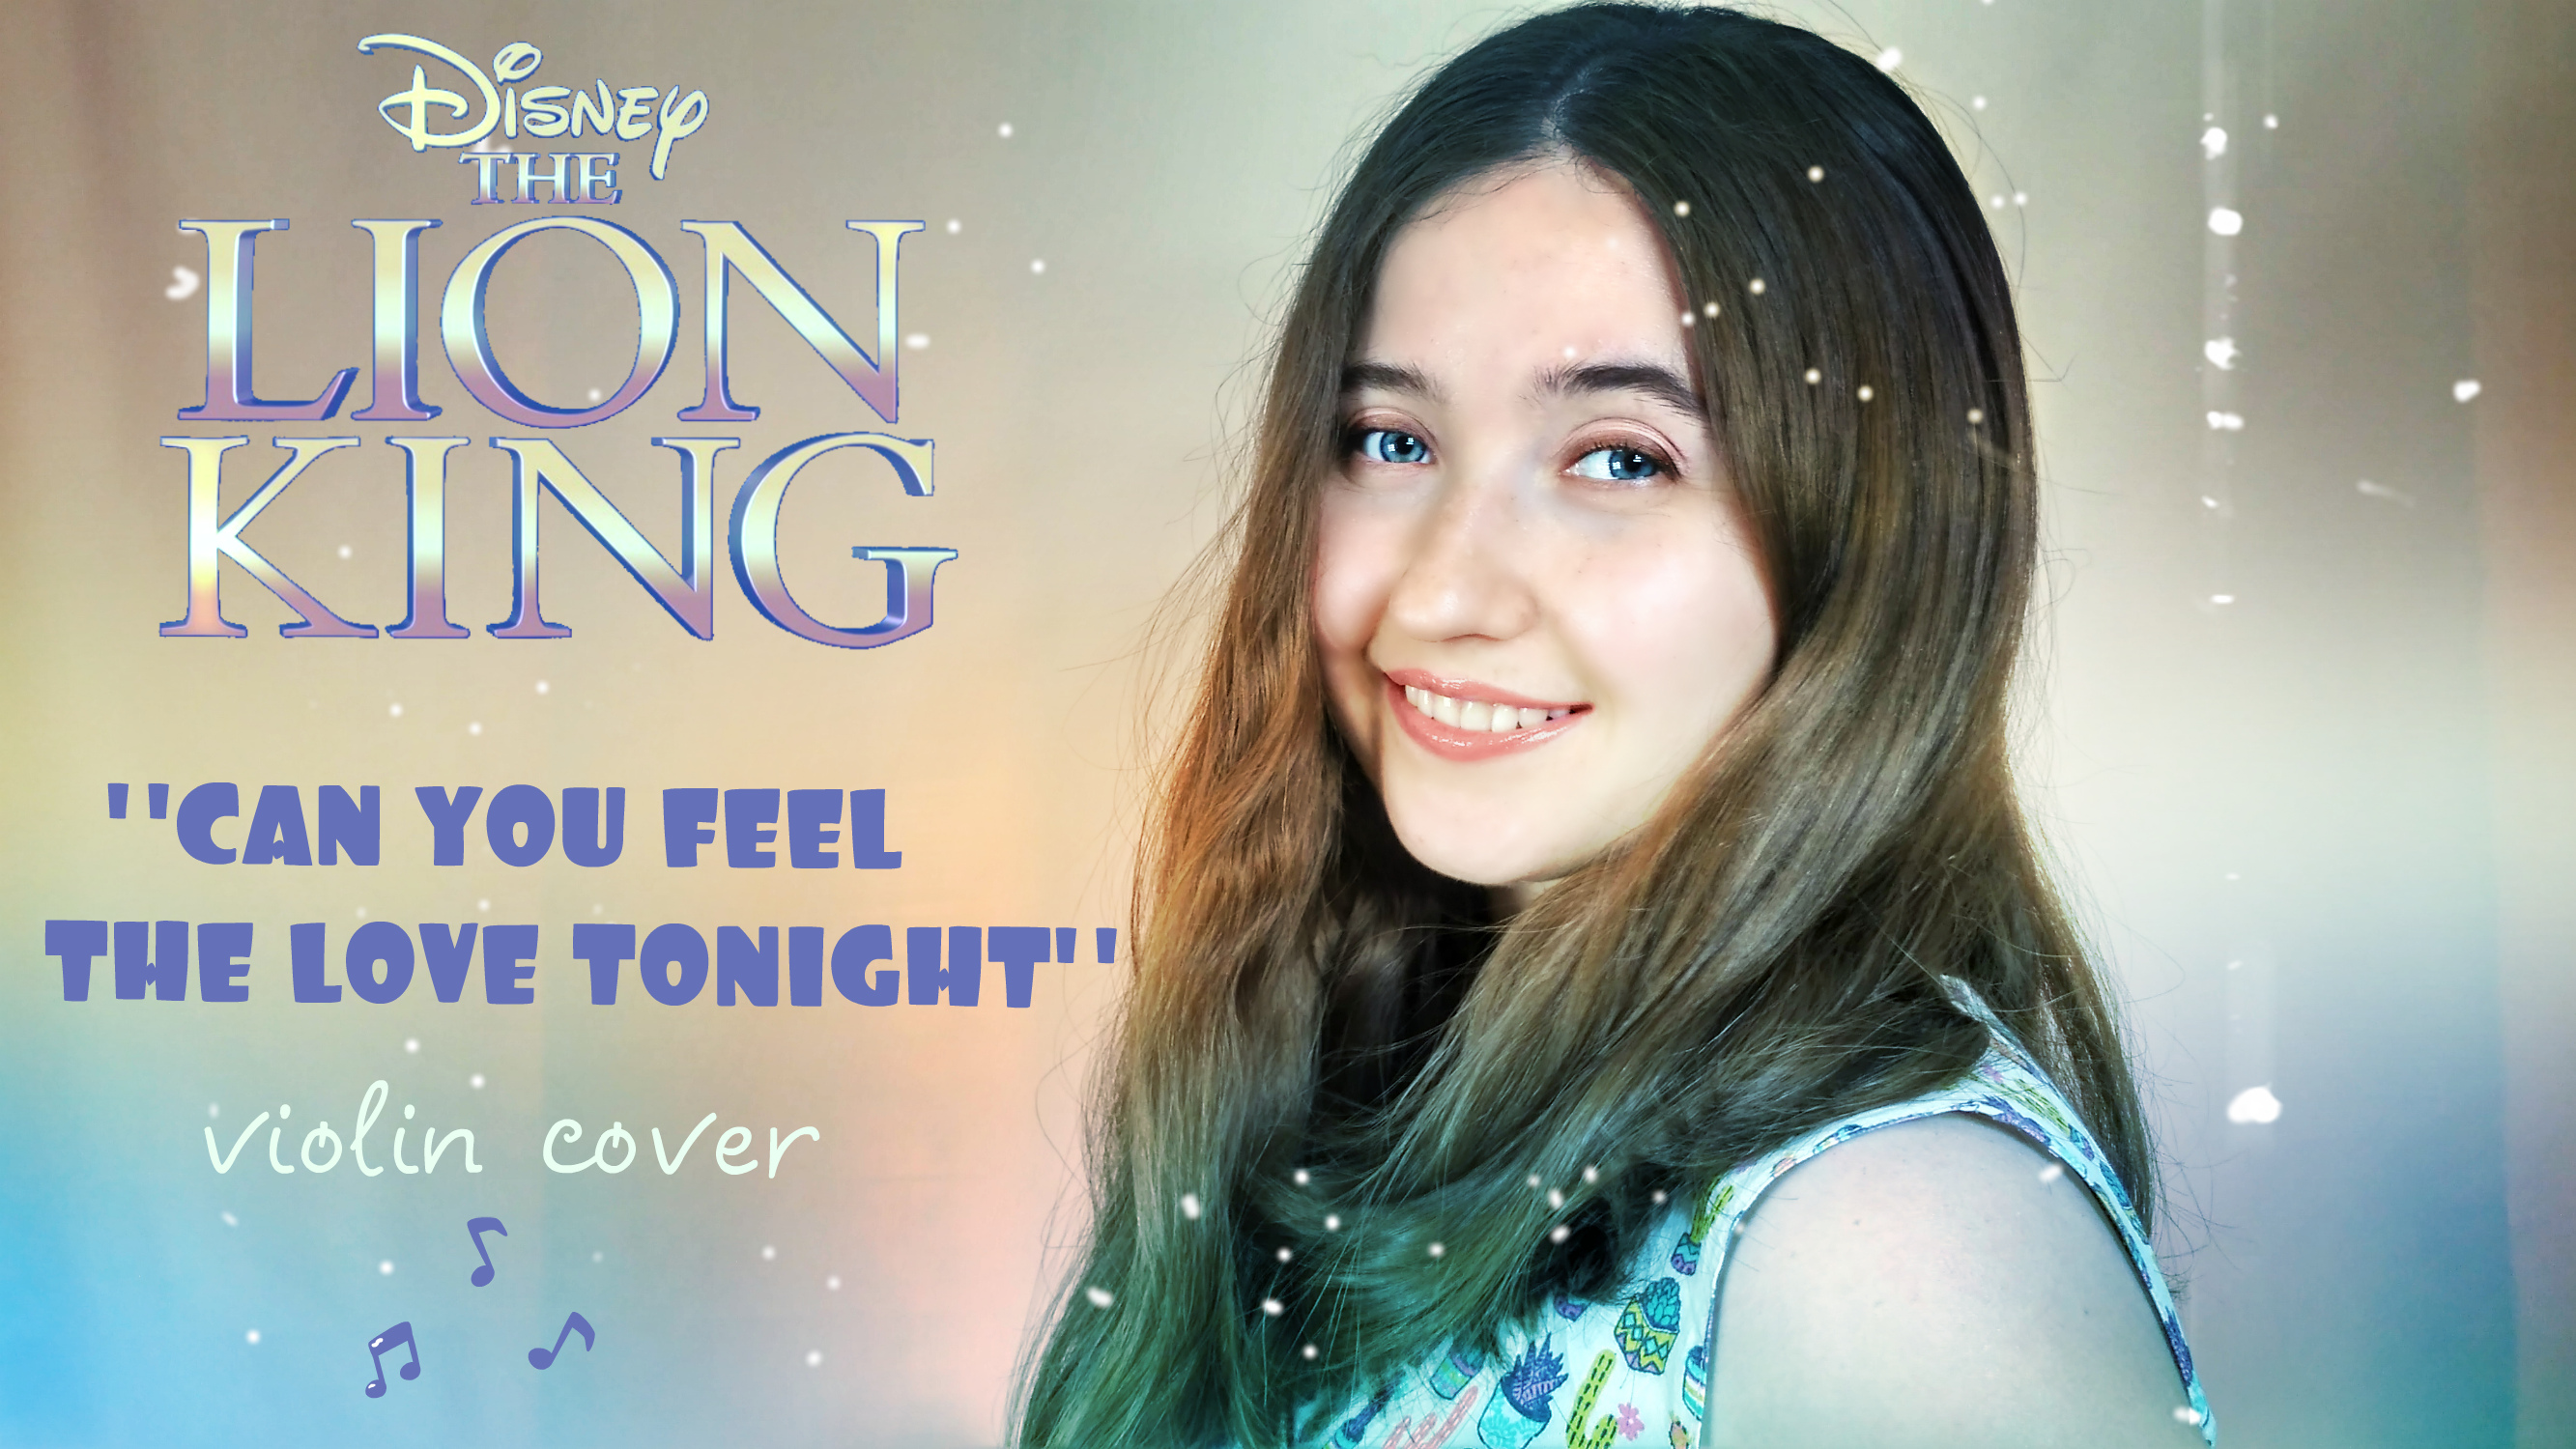 Disney
THE
LION
KING
''CAN YOU FEEL
THE LOVE TONIGHT''
violin cover